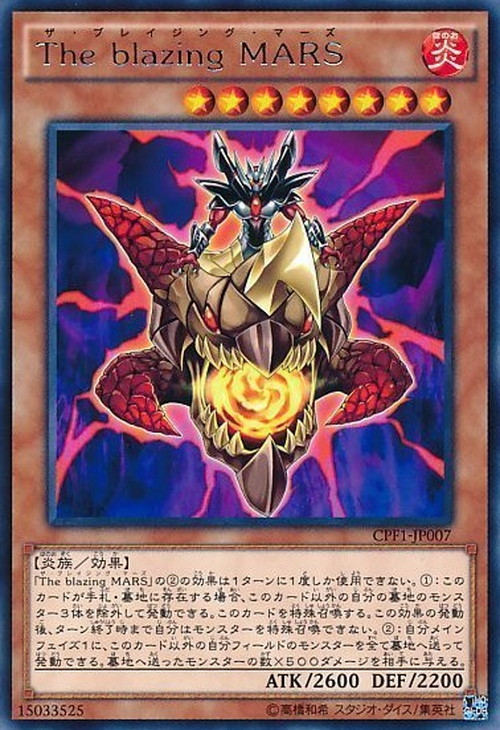 ザ・ブレイジング・マーズ
The blazing MARS
ほのお
炎
CPF1-JP007
【炎族／効果】
「The blazing MARS」の②の効果は１ターンに１度しか使用できない。①：この
カードが手札・墓地に存在する場合、このカード以外の自分の墓地のモンス
ター３体を除外して発動できる。このカードを特殊召喚する。この効果の発動
後、ターン終了時まで自分はモンスターを特殊召喚できない。②：自分メイン
フェイズ１に、このカード以外の自分フィールドのモンスターを全て墓地へ送って
発動できる。墓地へ送ったモンスターの数×５００ダメージを相手に与える。
ATK/2600 DEF/2200
15033525
©高橋和希 スタジオ・ダイス/集英社